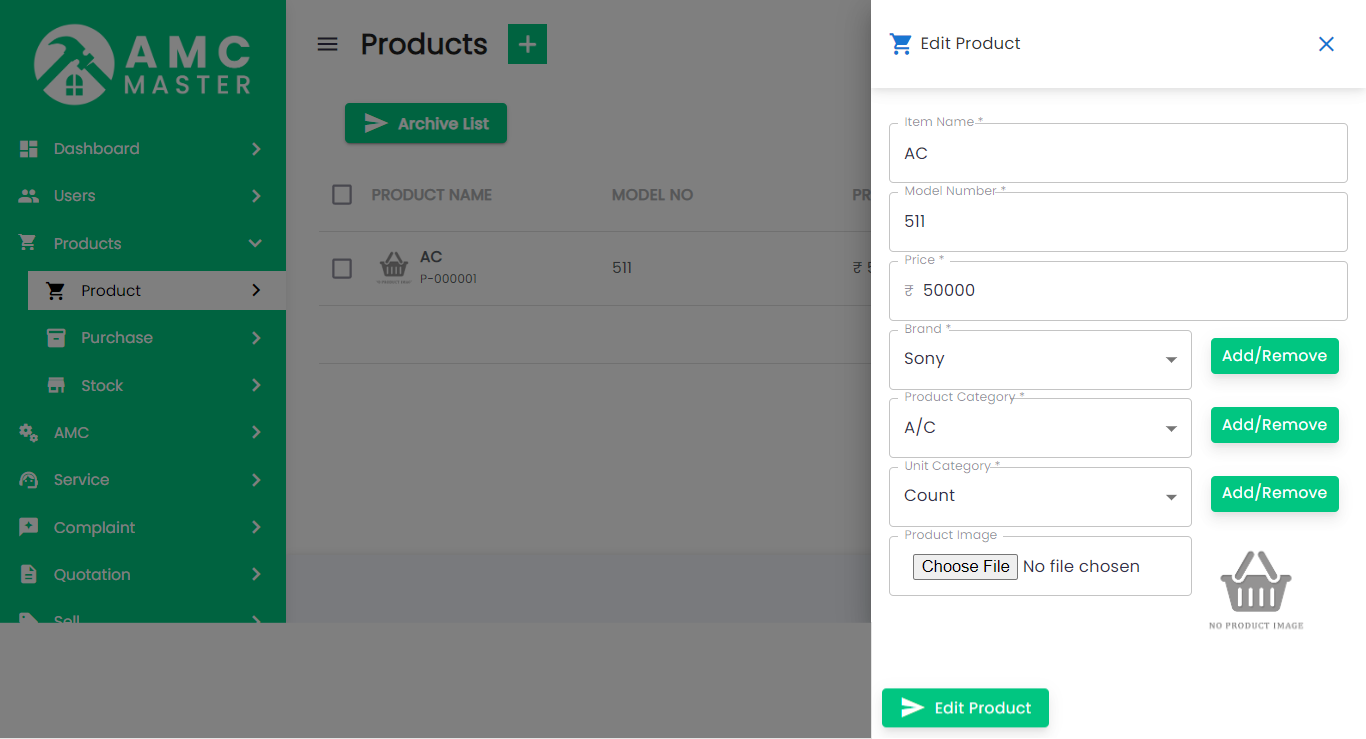 AMC
MASTER
Dashboard
Users
Products
Product
Purchase
Stock
AMC
Service
Complaint
Quotation
Sell
Products
+
Archive List
PRODUCT NAME
MODEL NO
PR
AC
P-000001
511
₹ 5
Edit Product
Item Name *
AC
Model Number *
511
Price *
₹ 50000
Brand *
Sony
Add/Remove
Product Category *
A/C
Add/Remove
Unit Category *
Count
Add/Remove
Product Image
Choose File No file chosen
NO PRODUCT IMAGE
Edit Product